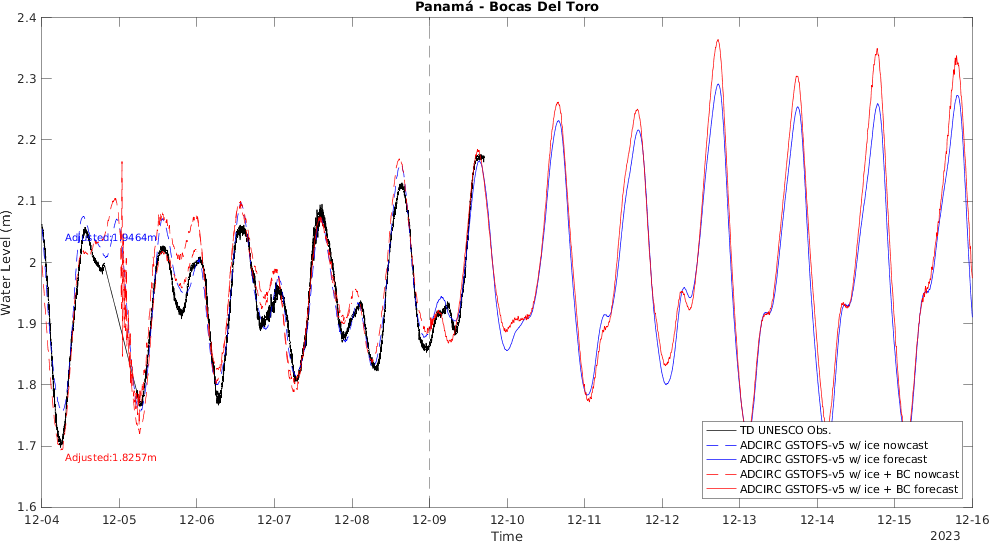 Panamá - Bocas Del Toro
2.4
2.3
2.2
2.1
2
1.9
1.8
1.7
1.6
Water Level (m)
Adjusted:1.9464m
Adjusted:1.8257m
TD UNESCO Obs.
ADCIRC GSTOFS-v5 w/ ice nowcast
ADCIRC GSTOFS-v5 w/ ice forecast
ADCIRC GSTOFS-v5 w/ ice + BC nowcast
ADCIRC GSTOFS-v5 w/ ice + BC forecast
12-04 12-05 12-06 12-07 12-08 12-09 12-10 12-11 12-12 12-13 12-14 12-15 12-16
Time
2023